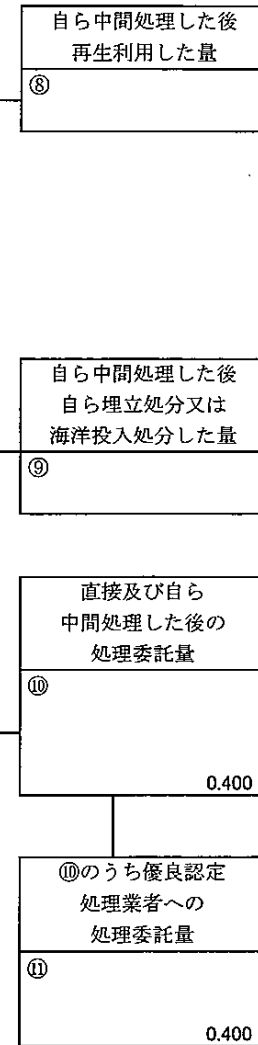 自ら中間処理した後
再生利用した量
⑧
自ら中間処理した後
自ら埋立処分又は
海洋投入処分した量
⑨
直接及び自ら
中間処理した後の
処理委託量
⑩
0.400
⑩のうち優良認定
処理業者への
処理委託量
⑪
0.400